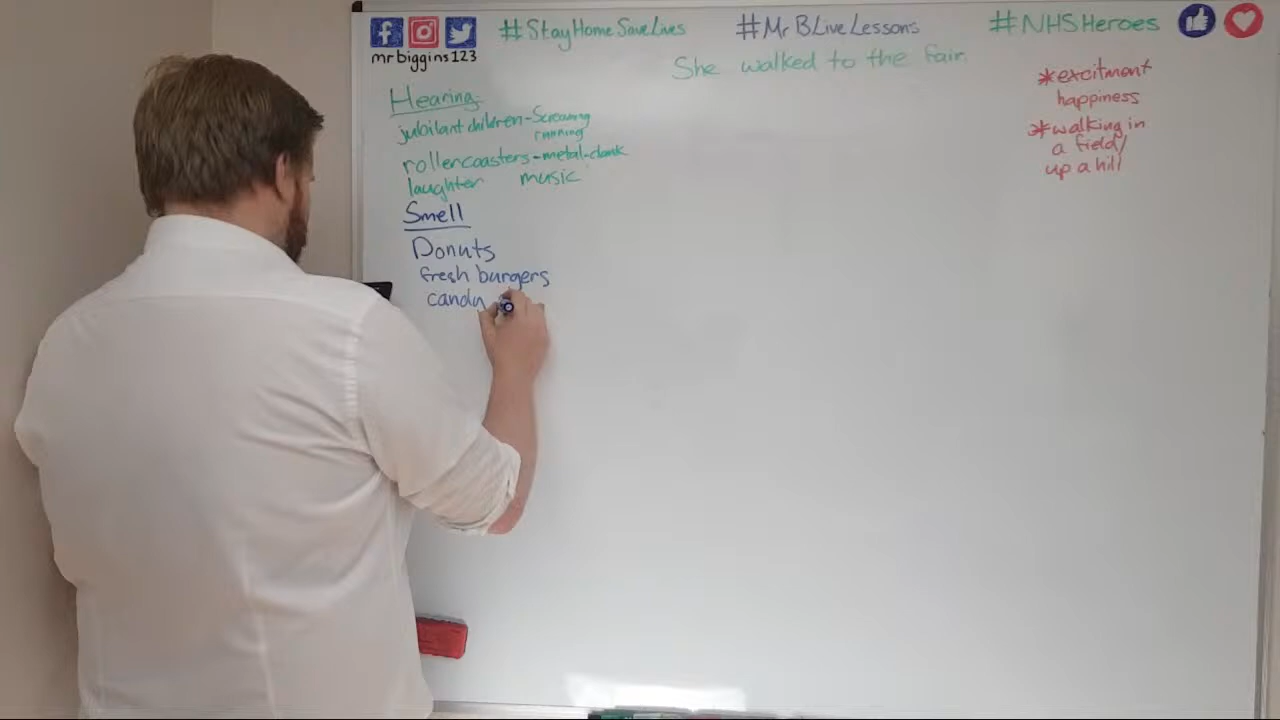 #StayHomeSaveLives #MrBLiveLessons #NHSHeroes
mrbiggins123
She walked to the fair.
Hearing
jubilant children-Screaming
running
rollercoasters-metal-clank
laughter music
Smell
Donuts
fresh burgers
candy
*excitment
happiness
*walking in
a field/
up a hill